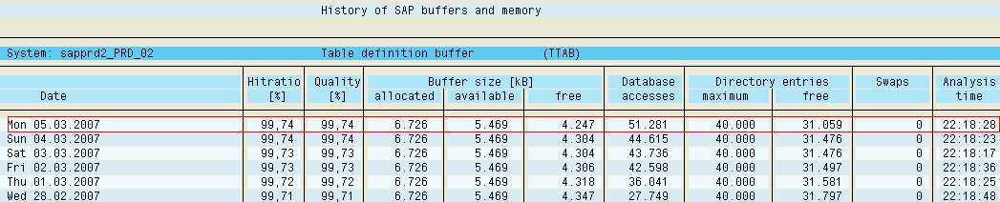 History of SAP buffers and memory
System: sapprd2_PRD_02 Table definition buffer (TTAB)
Hitratio Quality Buffer size [kB] Database Directory entries Swaps Analysis
Date [%] [%] allocated available free accesses maximum free time
Mon 05.03.2007 99,74 99,74 6.726 5.469 4.247 51.281 40.000 31.059 0 22:18:28
Sun 04.03.2007 99,74 99,74 6.726 5.469 4.304 44.615 40.000 31.476 0 22:18:23
Sat 03.03.2007 99,73 99,73 6.726 5.469 4.304 43.736 40.000 31.476 0 22:18:17
Fri 02.03.2007 99,73 99,73 6.726 5.469 4.306 42.598 40.000 31.497 0 22:18:36
Thu 01.03.2007 99,72 99,72 6.726 5.469 4.318 36.041 40.000 31.581 0 22:18:25
Wed 28.02.2007 99,71 99,71 6.726 5.469 4.347 27.749 40.000 31.797 0 22:18:48